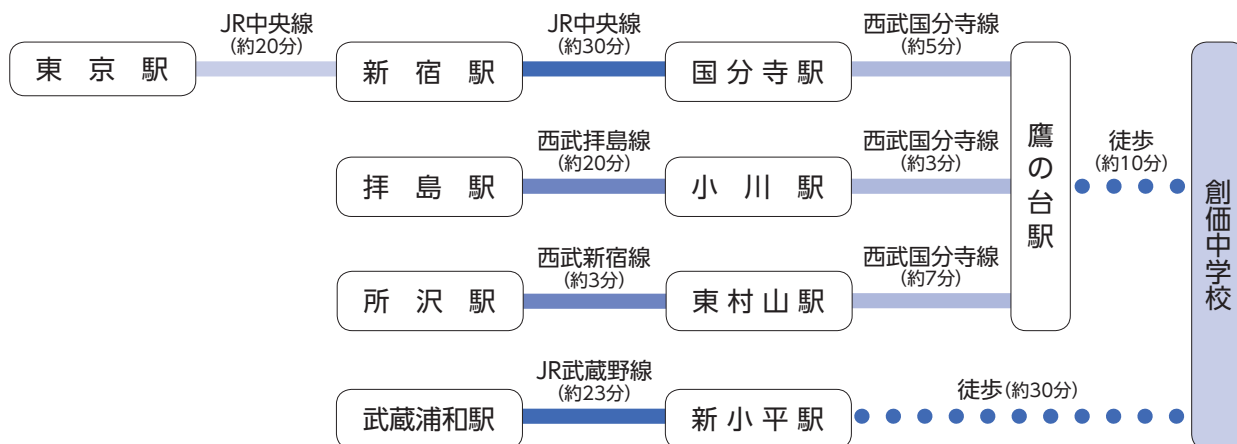 JR中央線
(約20分)
JR中央線
(約30分)
西武国分寺線
(約5分)
東京駅
新宿駅
国分寺駅
西武拝島線
(約20分)
西武国分寺線
(約3分)
拝島駅
小川駅
西武新宿線
(約3分)
西武国分寺線
(約7分)
所沢駅
東村山駅
鷹の台駅
徒歩
(約10分)
JR武蔵野線
(約23分)
武蔵浦和駅
新小平駅
徒歩(約30分)
創価中学校